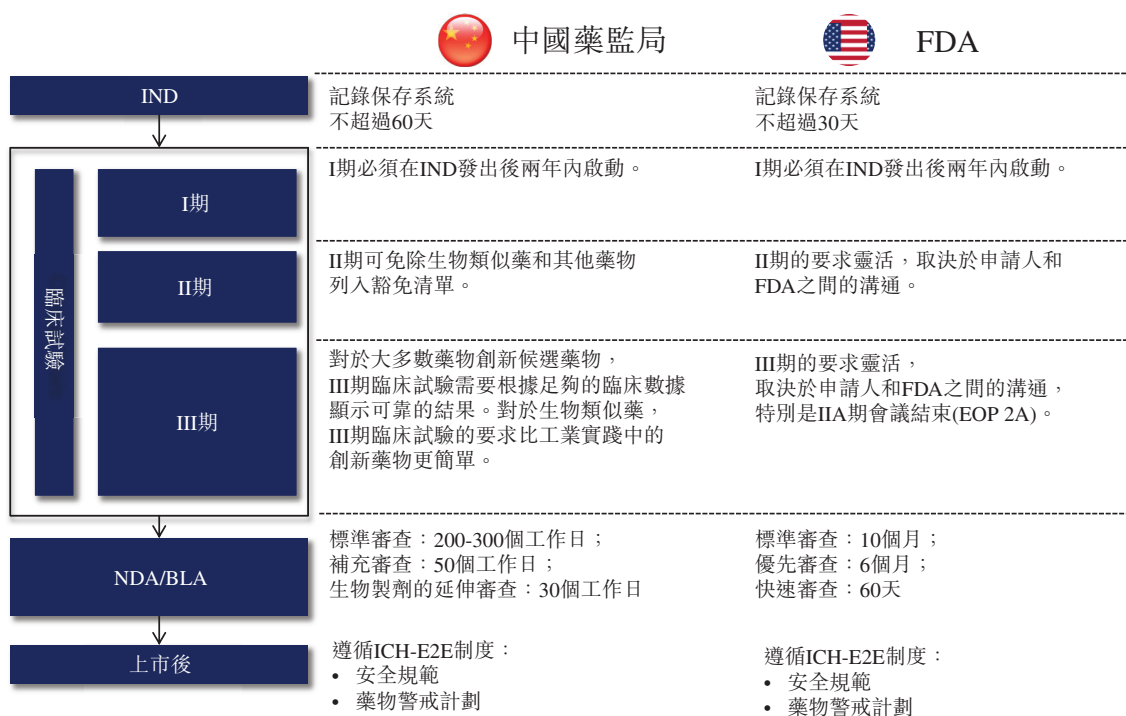 中國藥監局
FDA
IND
記錄保存系統
不超過60天
記錄保存系統
不超過30天
臨床試驗
I期
I期必須在IND發出後兩年內啟動。
I期必須在IND發出後兩年內啟動。
II期
II期可免除生物類似藥和其他藥物
列入豁免清單。
II期的要求靈活，取決於申請人和
FDA之間的溝通。
III期
對於大多數藥物創新候選藥物，
III期臨床試驗需要根據足夠的臨床數據
顯示可靠的結果。對於生物類似藥，
III期臨床試驗的要求比工業實踐中的
創新藥物更簡單。
III期的要求靈活，
取決於申請人和FDA之間的溝通，
特別是IIA期會議結束(EOP 2A)。
NDA/BLA
標準審查：200-300個工作日；
補充審查：50個工作日；
生物製劑的延伸審查：30個工作日
標準審查：10個月；
優先審查：6個月；
快速審查：60天
上市後
遵循ICH-E2E制度：
• 安全規範
• 藥物警戒計劃
遵循ICH-E2E制度：
• 安全規範
• 藥物警戒計劃